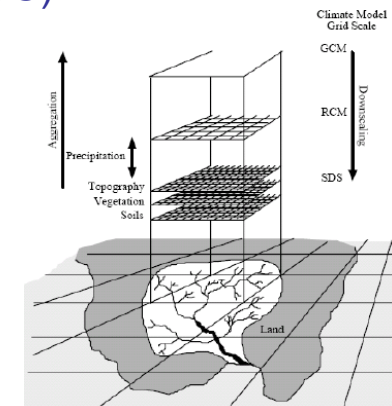 Climate Model
Grid Scale
GCM
Aggregation
RCM
Downscaling
Precipitation
SDS
Topography
Vegetation
Soils
Land